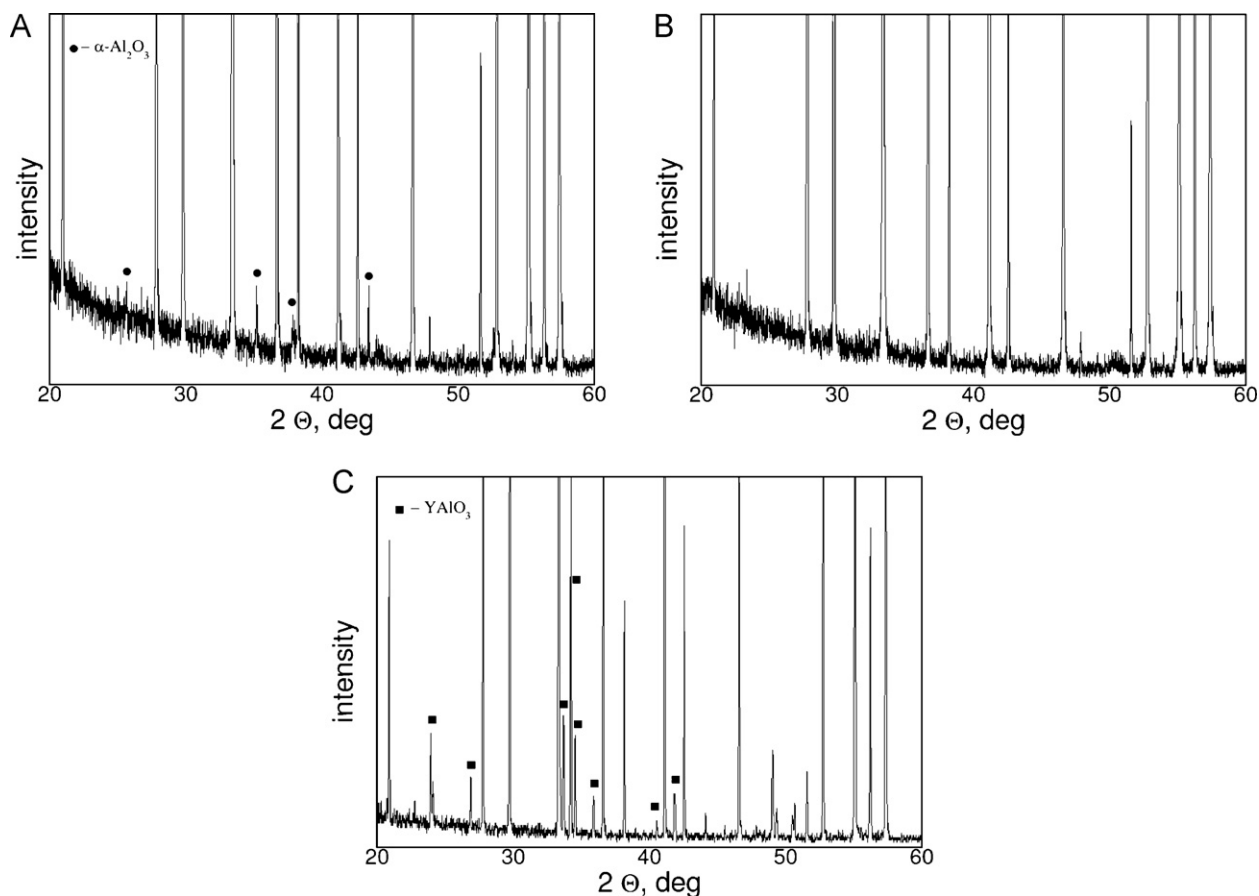 A
● – α-Al₂O₃
intensity
20 30 40 50 60
2 Θ, deg
B
intensity
20 30 40 50 60
2 Θ, deg
C
■ – YAlO₃
intensity
20 30 40 50 60
2 Θ, deg